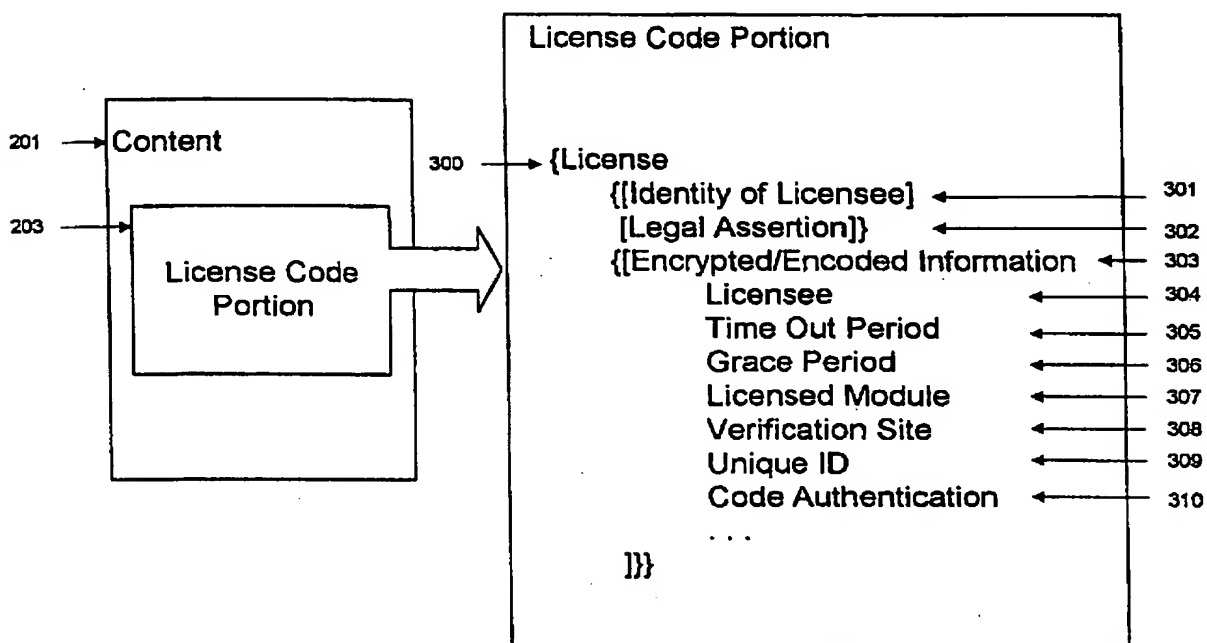 License Code Portion
201 Content
300 {License
{[Identity of Licensee] 301
203
[Legal Assertion]} 302
License Code
Portion
{[Encrypted/Encoded Information 303
Licensee 304
Time Out Period 305
Grace Period 306
Licensed Module 307
Verification Site 308
Unique ID 309
Code Authentication 310
. . .
]}}